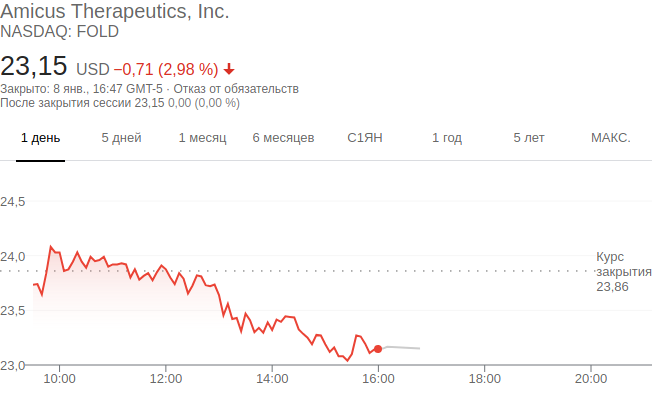 Amicus Therapeutics, Inc.
NASDAQ: FOLD
23,15 USD −0,71 (2,98 %)
Закрыто: 8 янв., 16:47 GMT-5 · Отказ от обязательств
После закрытия сессии 23,15 0,00 (0,00 %)
1 день 5 дней 1 месяц 6 месяцев С1ЯН 1 год 5 лет МАКС.
24,5
24,0
23,5
23,0
Курс
закрытия
23,86
10:00 12:00 14:00 16:00 18:00 20:00